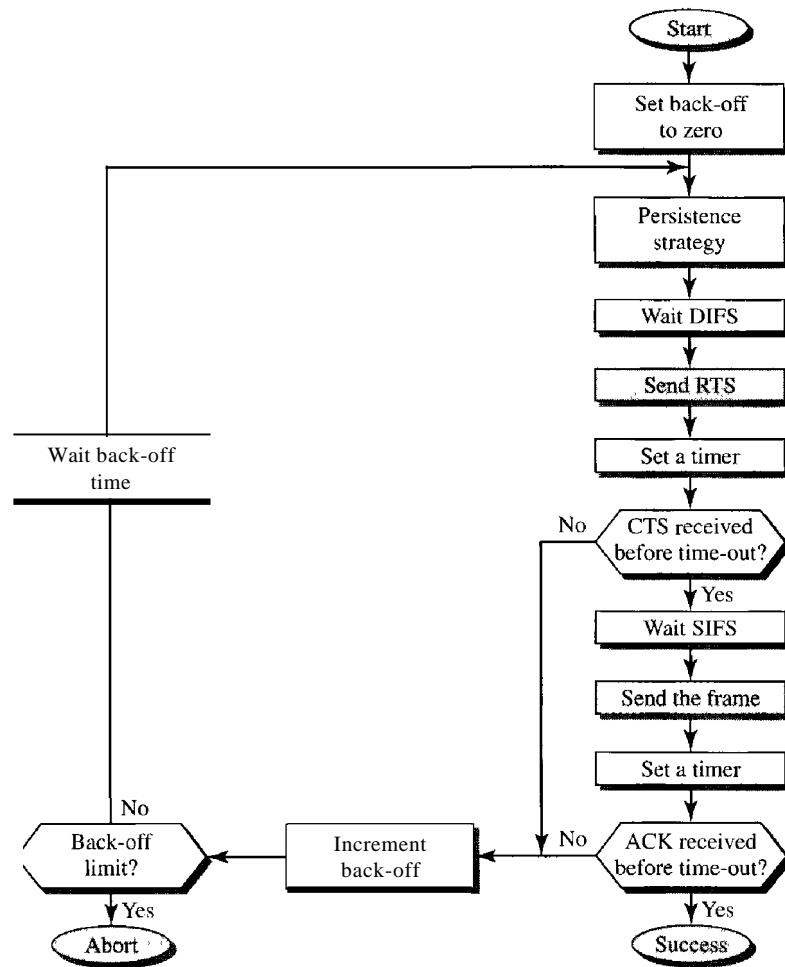 Start
Set back-off
to zero
Persistence
strategy
Wait DIFS
Send RTS
Wait back-off
time
Set a timer
No
CTS received
before time-out?
Yes
Wait SIFS
Send the frame
Set a timer
No
Back-off
limit?
Increment
back-off
No
ACK received
before time-out?
Yes
Yes
Abort
Success